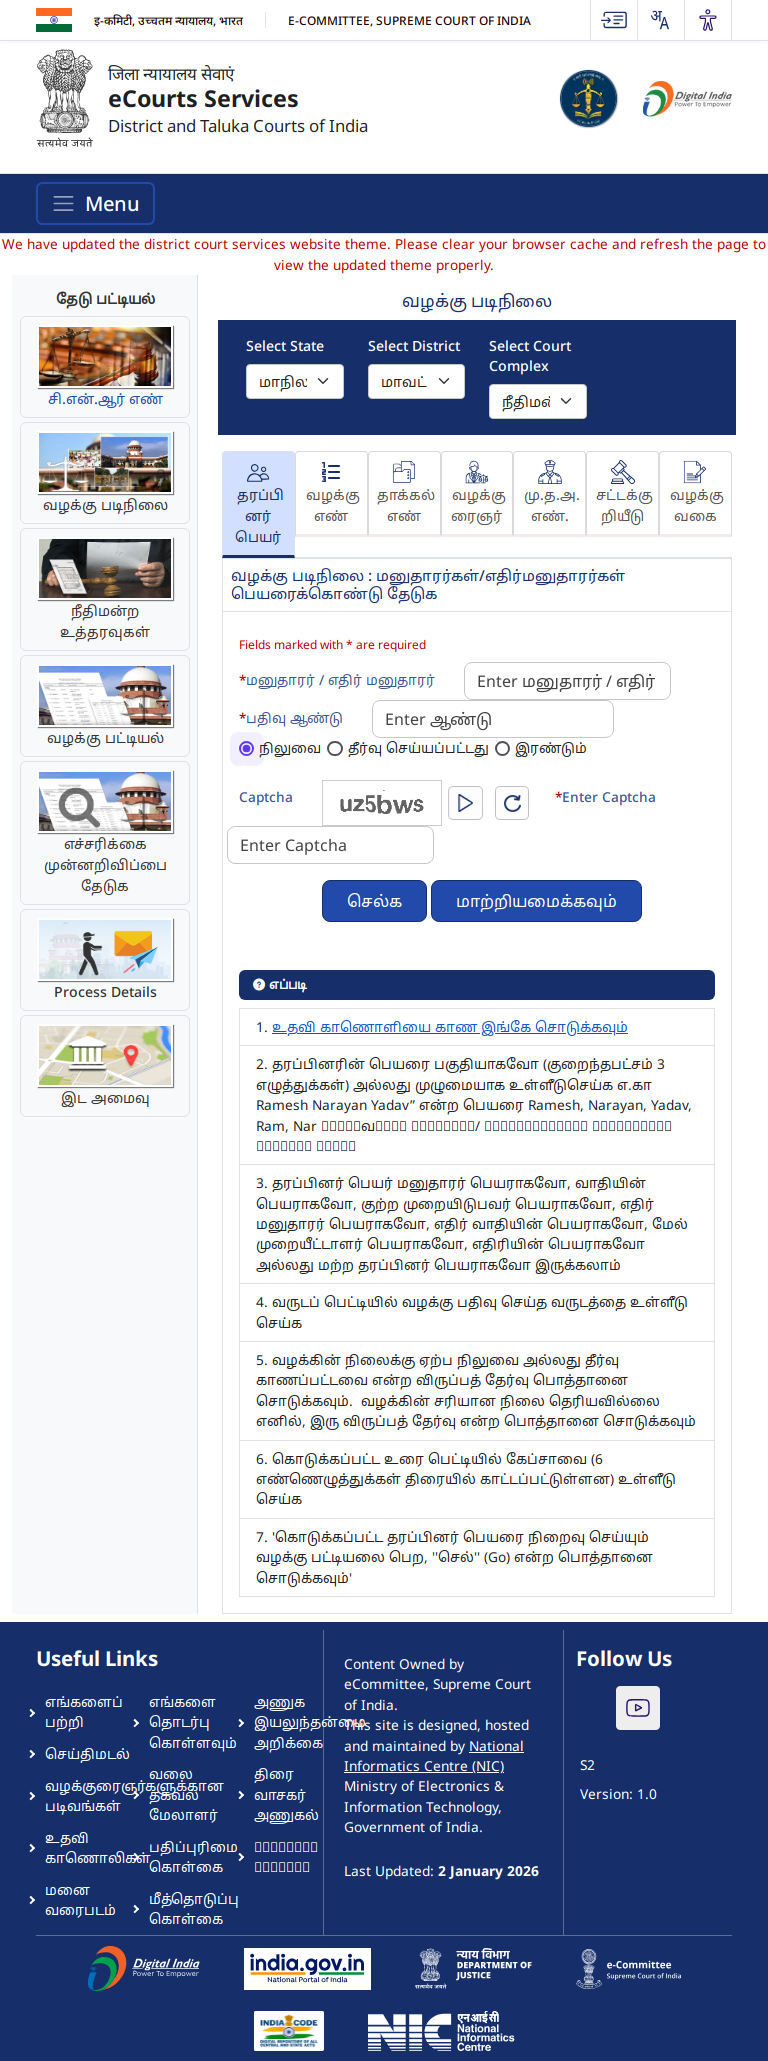 इ-कमिटी, उच्चतम न्यायालय, भारत
E-COMMITTEE, SUPREME COURT OF INDIA
सत्यमेव जयते
जिला न्यायालय सेवाएं
eCourts Services
District and Taluka Courts of India
Digital India
Power To Empower
Menu
We have updated the district court services website theme. Please clear your browser cache and refresh the page to
view the updated theme properly.
தேடு பட்டியல்
சி.என்.ஆர் எண்
வழக்கு படிநிலை
நீதிமன்ற
உத்தரவுகள்
வழக்கு பட்டியல்
எச்சரிக்கை
முன்னறிவிப்பை
தேடுக
Process Details
இட அமைவு
வழக்கு படிநிலை
Select State
Select District
Select Court
Complex
மாநில
மாவட்
நீதிமன்
தரப்பி
னர்
பெயர்
வழக்கு
எண்
தாக்கல்
எண்
வழக்கு
ரைஞர்
மு.த.அ.
எண்.
சட்டக்கு
றியீடு
வழக்கு
வகை
வழக்கு படிநிலை : மனுதாரர்கள்/எதிர்மனுதாரர்கள்
பெயரைக்கொண்டு தேடுக
Fields marked with * are required
*மனுதாரர் / எதிர் மனுதாரர்
Enter மனுதாரர் / எதிர்
*பதிவு ஆண்டு
Enter ஆண்டு
நிலுவை
தீர்வு செய்யப்பட்டது
இரண்டும்
Captcha
uz5bws
*Enter Captcha
Enter Captcha
செல்க
மாற்றியமைக்கவும்
எப்படி
1. உதவி காணொளியை காண இங்கே சொடுக்கவும்
2. தரப்பினரின் பெயரை பகுதியாகவோ (குறைந்தபட்சம் 3
எழுத்துக்கள்) அல்லது முழுமையாக உள்ளீடுசெய்க எ.கா
Ramesh Narayan Yadav” என்ற பெயரை Ramesh, Narayan, Yadav,
Ram, Nar
3. தரப்பினர் பெயர் மனுதாரர் பெயராகவோ, வாதியின்
பெயராகவோ, குற்ற முறையிடுபவர் பெயராகவோ, எதிர்
மனுதாரர் பெயராகவோ, எதிர் வாதியின் பெயராகவோ, மேல்
முறையீட்டாளர் பெயராகவோ, எதிரியின் பெயராகவோ
அல்லது மற்ற தரப்பினர் பெயராகவோ இருக்கலாம்
4. வருடப் பெட்டியில் வழக்கு பதிவு செய்த வருடத்தை உள்ளீடு
செய்க
5. வழக்கின் நிலைக்கு ஏற்ப நிலுவை அல்லது தீர்வு
காணப்பட்டவை என்ற விருப்பத் தேர்வு பொத்தானை
சொடுக்கவும்.  வழக்கின் சரியான நிலை தெரியவில்லை
எனில், இரு விருப்பத் தேர்வு என்ற பொத்தானை சொடுக்கவும்
6. கொடுக்கப்பட்ட உரை பெட்டியில் கேப்சாவை (6
எண்ணெழுத்துக்கள் திரையில் காட்டப்பட்டுள்ளன) உள்ளீடு
செய்க
7. 'கொடுக்கப்பட்ட தரப்பினர் பெயரை நிறைவு செய்யும்
வழக்கு பட்டியலை பெற, ''செல்'' (Go) என்ற பொத்தானை
சொடுக்கவும்'
Useful Links
எங்களைப்
பற்றி
செய்திமடல்
வழக்குரைஞர்களுக்கான
படிவங்கள்
உதவி
காணொலிகள்
மனை
வரைபடம்
எங்களை
தொடர்பு
கொள்ளவும்
வலை
தகவல்
மேலாளர்
பதிப்புரிமை
கொள்கை
மீத்தொடுப்பு
கொள்கை
அணுக
இயலுந்தன்மை
அறிக்கை
திரை
வாசகர்
அணுகல்
Content Owned by
eCommittee, Supreme Court
of India.
This site is designed, hosted
and maintained by National
Informatics Centre (NIC)
Ministry of Electronics &
Information Technology,
Government of India.
Last Updated: 2 January 2026
Follow Us
S2
Version: 1.0
Digital India
Power To Empower
india.gov.in
National Portal of India
सत्यमेव जयते
न्याय विभाग
DEPARTMENT OF
JUSTICE
e-Committee
Supreme Court of India
INDIA CODE
DIGITAL REPOSITORY OF ALL
CENTRAL AND STATE ACTS
NIC
एनआईसी
National
Informatics
Centre